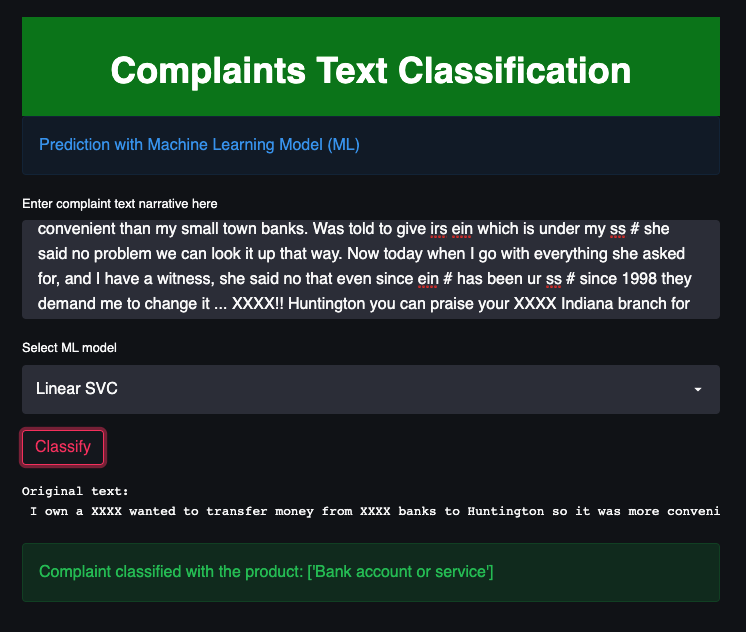 Complaints Text Classification
Prediction with Machine Learning Model (ML)
Enter complaint text narrative here
convenient than my small town banks. Was told to give irs ein which is under my ss # she
said no problem we can look it up that way. Now today when I go with everything she asked
for, and I have a witness, she said no that even since ein # has been ur ss # since 1998 they
demand me to change it ... XXXX!! Huntington you can praise your XXXX Indiana branch for
Select ML model
Linear SVC
Classify
Original text:
I own a XXXX wanted to transfer money from XXXX banks to Huntington so it was more conveni
Complaint classified with the product: ['Bank account or service']